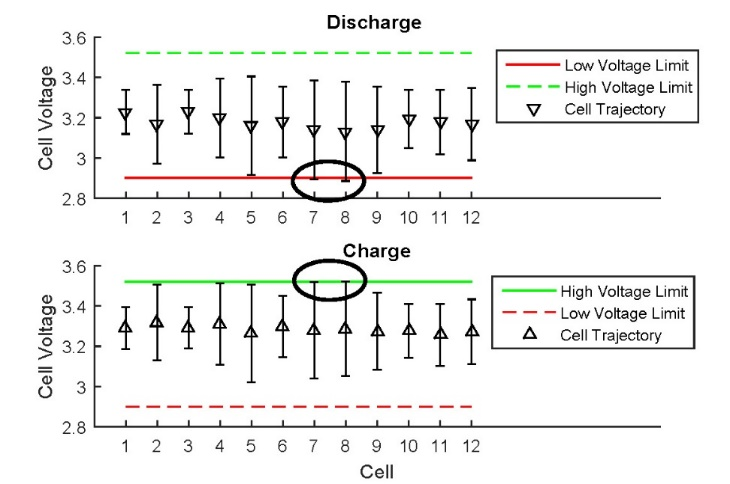 Discharge
3.6
3.4
3.2
3
2.8
Cell Voltage
1 2 3 4 5 6 7 8 9 10 11 12
Low Voltage Limit
High Voltage Limit
Cell Trajectory
Charge
3.6
3.4
3.2
3
2.8
Cell Voltage
1 2 3 4 5 6 7 8 9 10 11 12
Cell
High Voltage Limit
Low Voltage Limit
Cell Trajectory